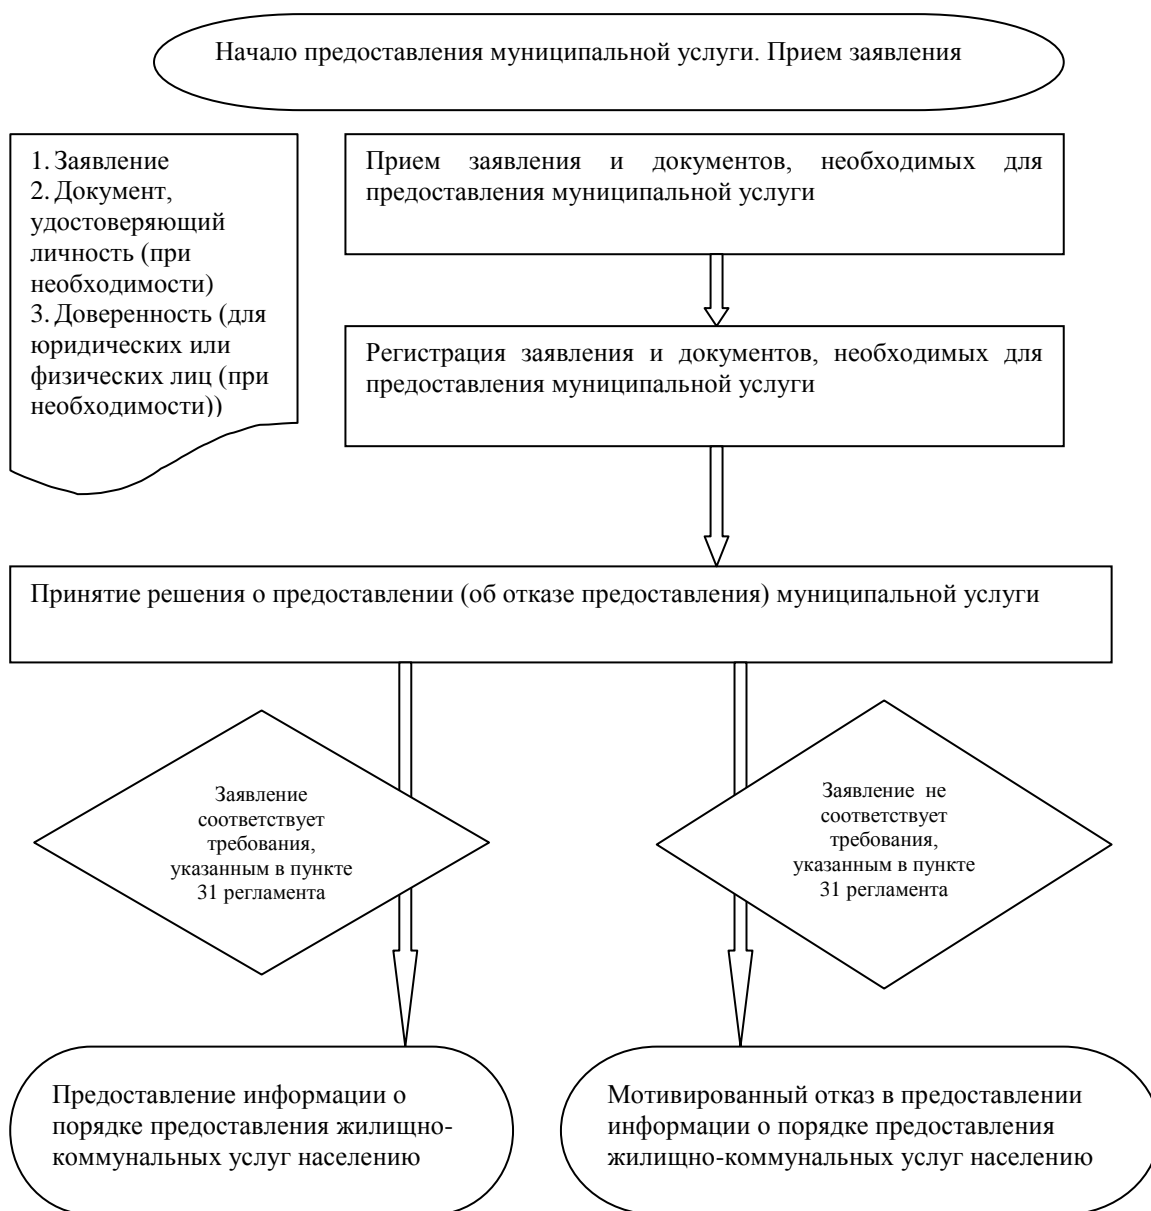 Начало предоставления муниципальной услуги. Прием заявления
1. Заявление
2. Документ,
удостоверяющий
личность (при
необходимости)
3. Доверенность (для
юридических или
физических лиц (при
необходимости))
Прием заявления и документов, необходимых для
предоставления муниципальной услуги
Регистрация заявления и документов, необходимых для
предоставления муниципальной услуги
Принятие решения о предоставлении (об отказе предоставления) муниципальной услуги
Заявление
соответствует
требования,
указанным в пункте
31 регламента
Заявление не
соответствует
требования,
указанным в пункте
31 регламента
Предоставление информации о
порядке предоставления жилищно-
коммунальных услуг населению
Мотивированный отказ в предоставлении
информации о порядке предоставления
жилищно-коммунальных услуг населению